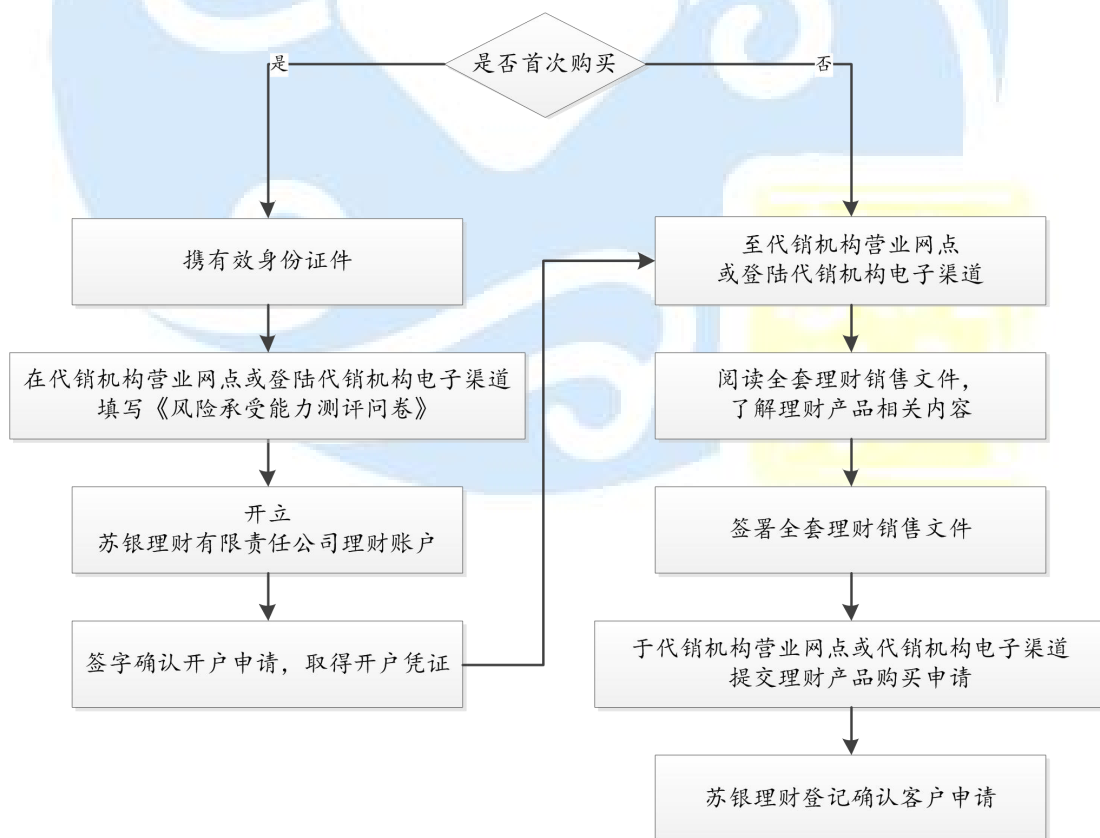 是否首次购买
是
否
携有效身份证件
在代销机构营业网点或登陆代销机构电子渠道
填写《风险承受能力测评问卷》
开立
苏银理财有限责任公司理财账户
签字确认开户申请，取得开户凭证
至代销机构营业网点
或登陆代销机构电子渠道
阅读全套理财销售文件，
了解理财产品相关内容
签署全套理财销售文件
于代销机构营业网点或代销机构电子渠道
提交理财产品购买申请
苏银理财登记确认客户申请